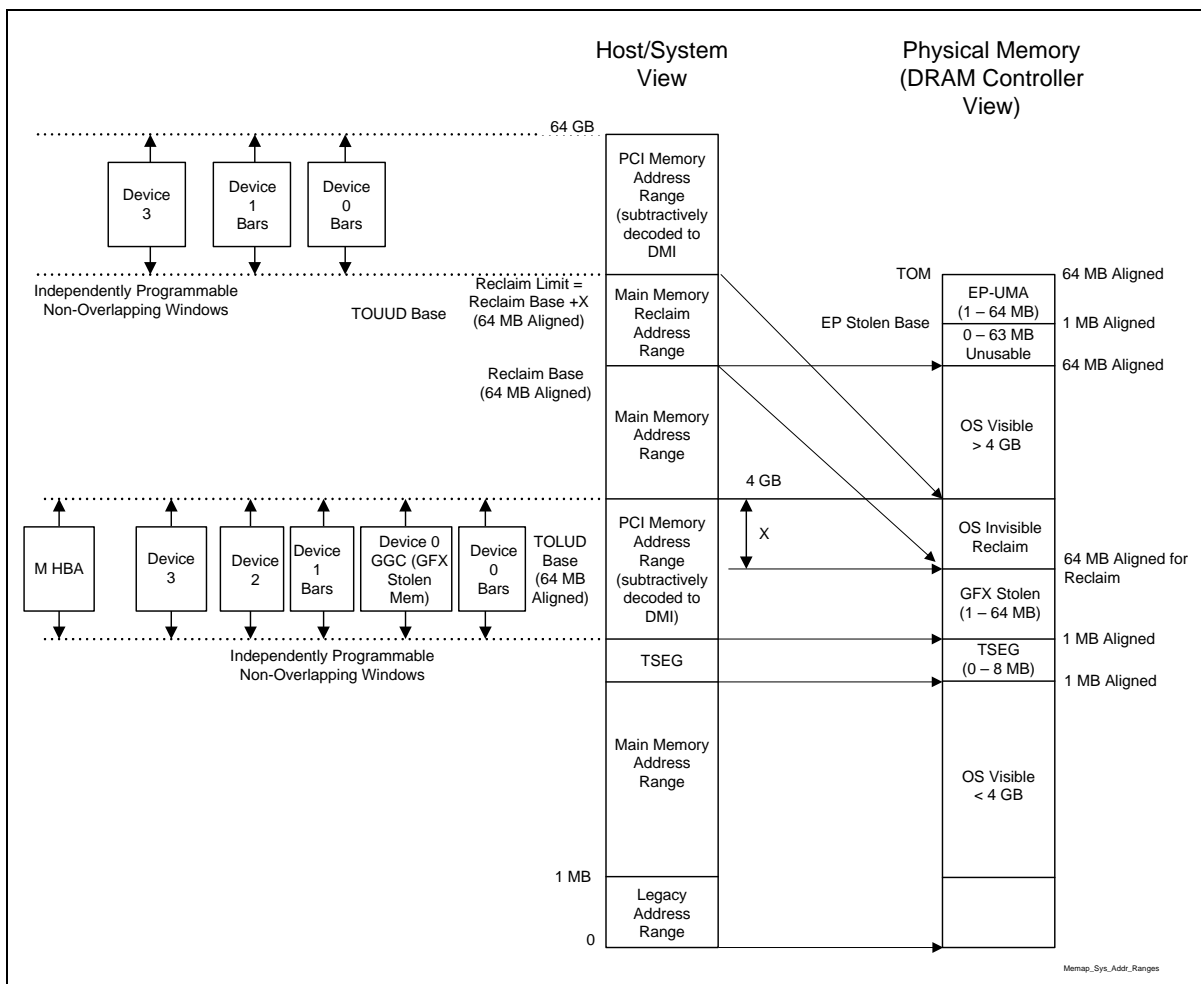 Host/System
View
Physical Memory
(DRAM Controller
View)
64 GB
Device
3
Device
1
Bars
Device
0
Bars
PCI Memory
Address
Range
(subtractively
decoded to
DMI
Independently Programmable
Non-Overlapping Windows
TOUUD Base
Reclaim Limit =
Reclaim Base +X
(64 MB Aligned)
Main Memory
Reclaim
Address
Range
TOM
64 MB Aligned
EP-UMA
(1 – 64 MB)
EP Stolen Base
1 MB Aligned
0 – 63 MB
Unusable
64 MB Aligned
Reclaim Base
(64 MB Aligned)
Main Memory
Address
Range
OS Visible
> 4 GB
4 GB
M HBA
Device
3
Device
2
Device
1
Bars
Device 0
GGC (GFX
Stolen
Mem)
Device
0
Bars
TOLUD
Base
(64 MB
Aligned)
PCI Memory
Address
Range
(subtractively
decoded to
DMI)
X
OS Invisible
Reclaim
64 MB Aligned for
Reclaim
GFX Stolen
(1 – 64 MB)
1 MB Aligned
Independently Programmable
Non-Overlapping Windows
TSEG
TSEG
(0 – 8 MB)
1 MB Aligned
Main Memory
Address
Range
OS Visible
< 4 GB
1 MB
Legacy
Address
Range
0
Memap_Sys_Addr_Ranges